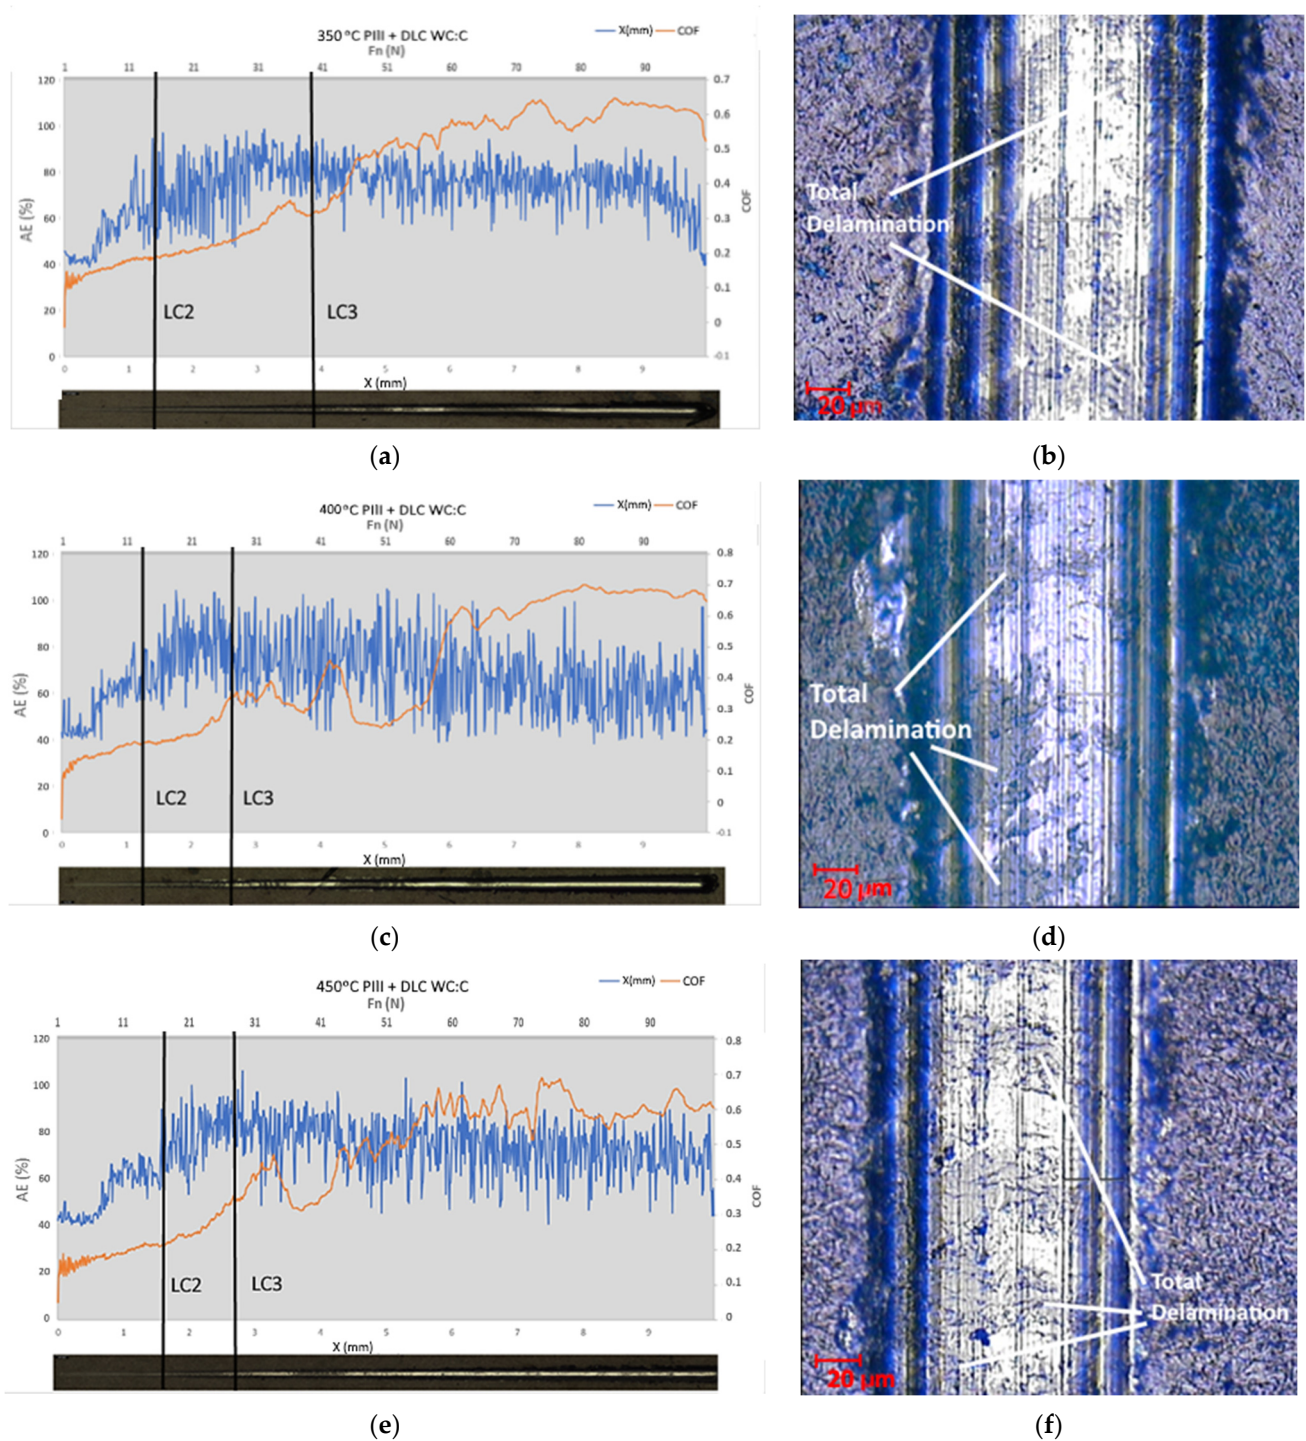 350 °C PIII + DLC WC:C
Fn (N)
X(mm) COF
1 11 21 31 41 51 60 70 80 90
120 100 80 60 40 20 0
AE (%)
0.7 0.6 0.5 0.4 0.3 0.2 0.1 0 -0.1
COF
LC2 LC3
1 2 3 4 5 6 7 8 9
X (mm)
(a)
Total
Delamination
20 µm
(b)
400°C PIII + DLC WC:C
Fn (N)
X(mm) COF
1 11 21 31 41 51 60 70 80 90
120 100 80 60 40 20 0
AE (%)
0.8 0.7 0.6 0.5 0.4 0.3 0.2 0.1 0 -0.1
COF
LC2 LC3
0 1 2 3 4 5 6 7 8 9
X (mm)
(c)
Total
Delamination
20 µm
(d)
450°C PIII + DLC WC:C
Fn (N)
X(mm) COF
1 11 21 31 41 51 60 70 80 90
120 100 80 60 40 20 0
AE (%)
0.8 0.7 0.6 0.5 0.4 0.3 0.2 0.1 0
COF
LC2 LC3
0 1 2 3 4 5 6 7 8 9
X (mm)
(e)
Total
Delamination
20 µm
(f)